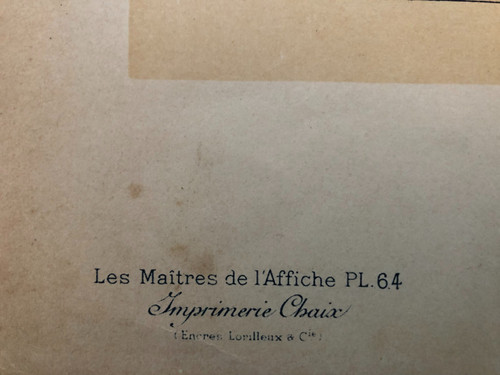 Les Maîtres de l'Affiche PL.64
Imprimerie Chaix
(Encres Lorilleux & Cie)